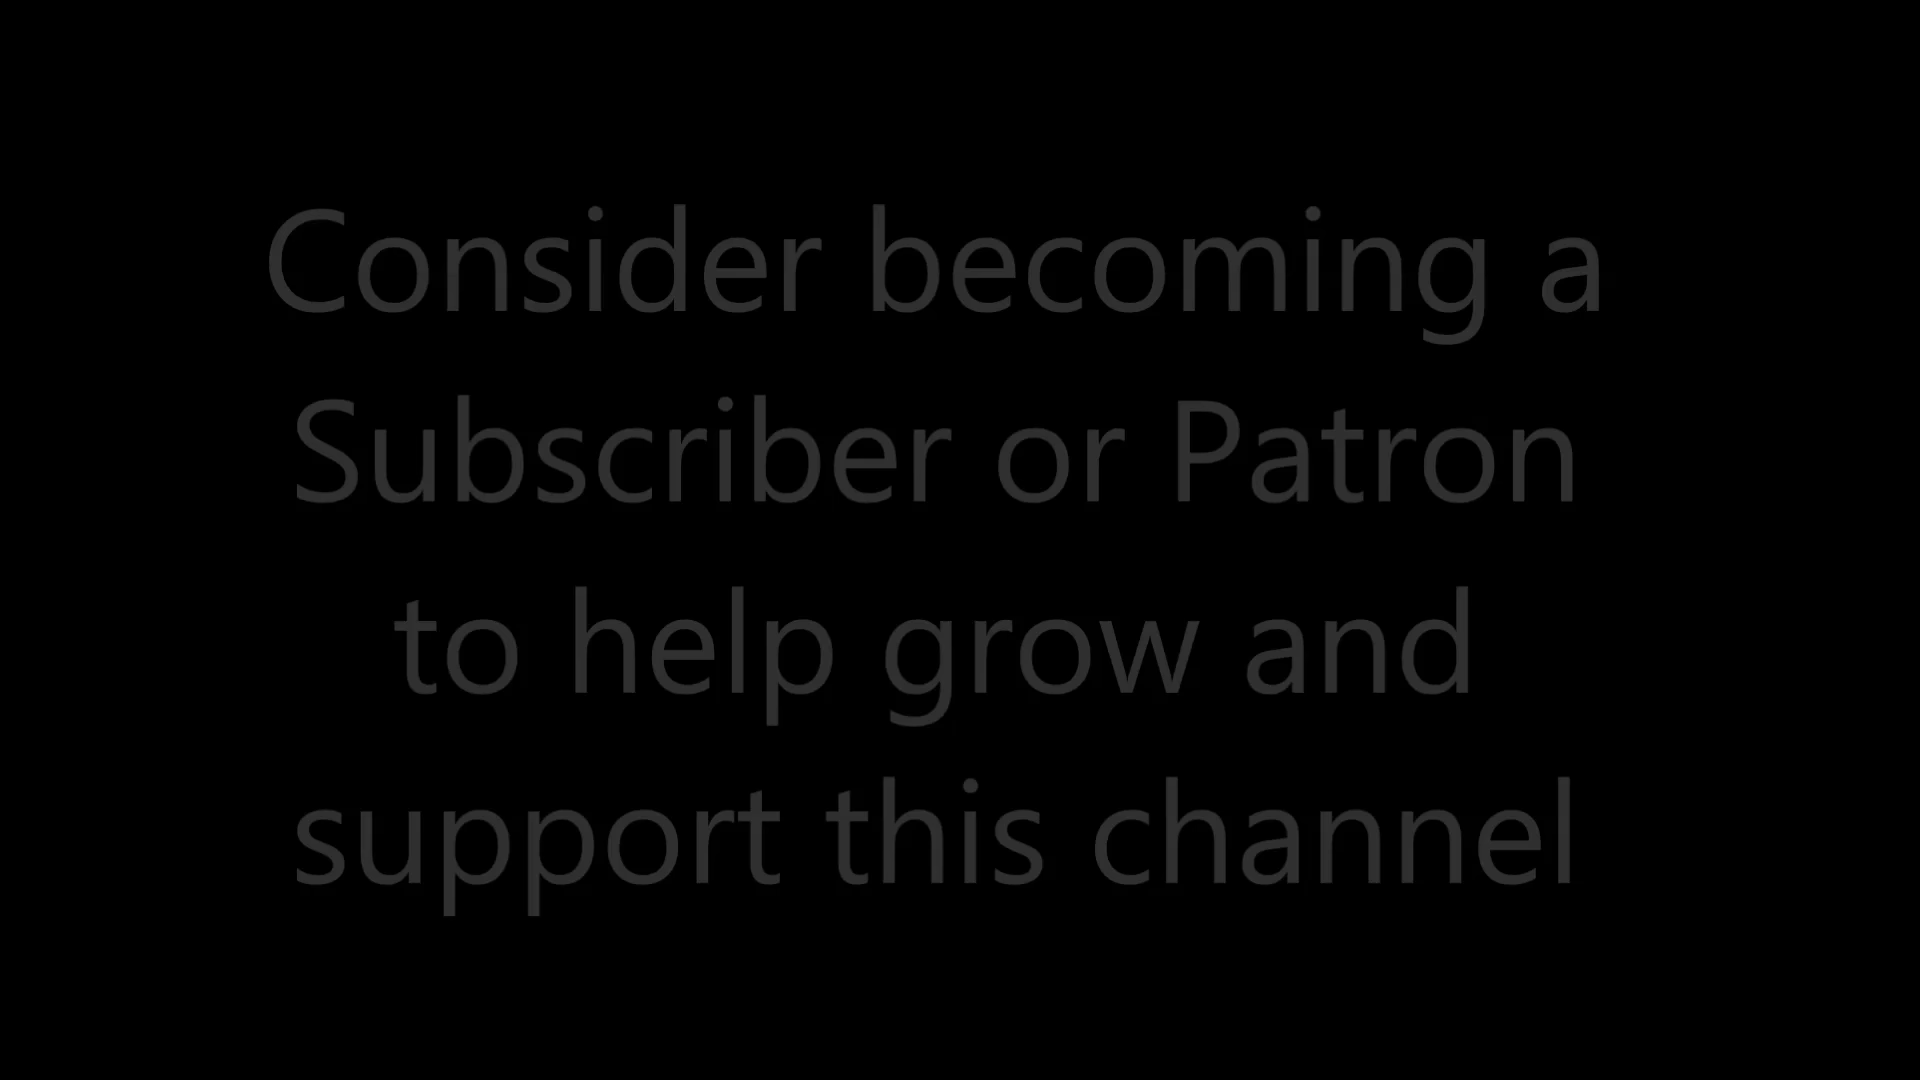 Consider becoming a
Subscriber or Patron
to help grow and
support this channel